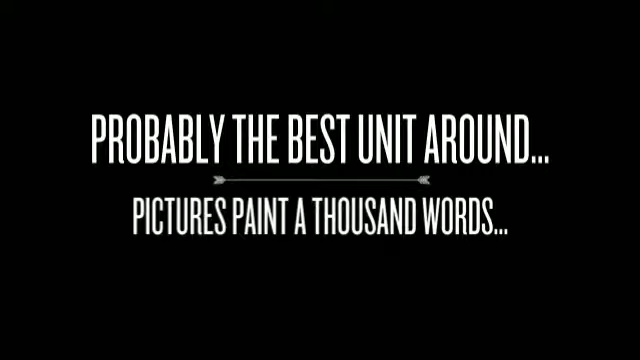 PROBABLY THE BEST UNIT AROUND...
PICTURES PAINT A THOUSAND WORDS...